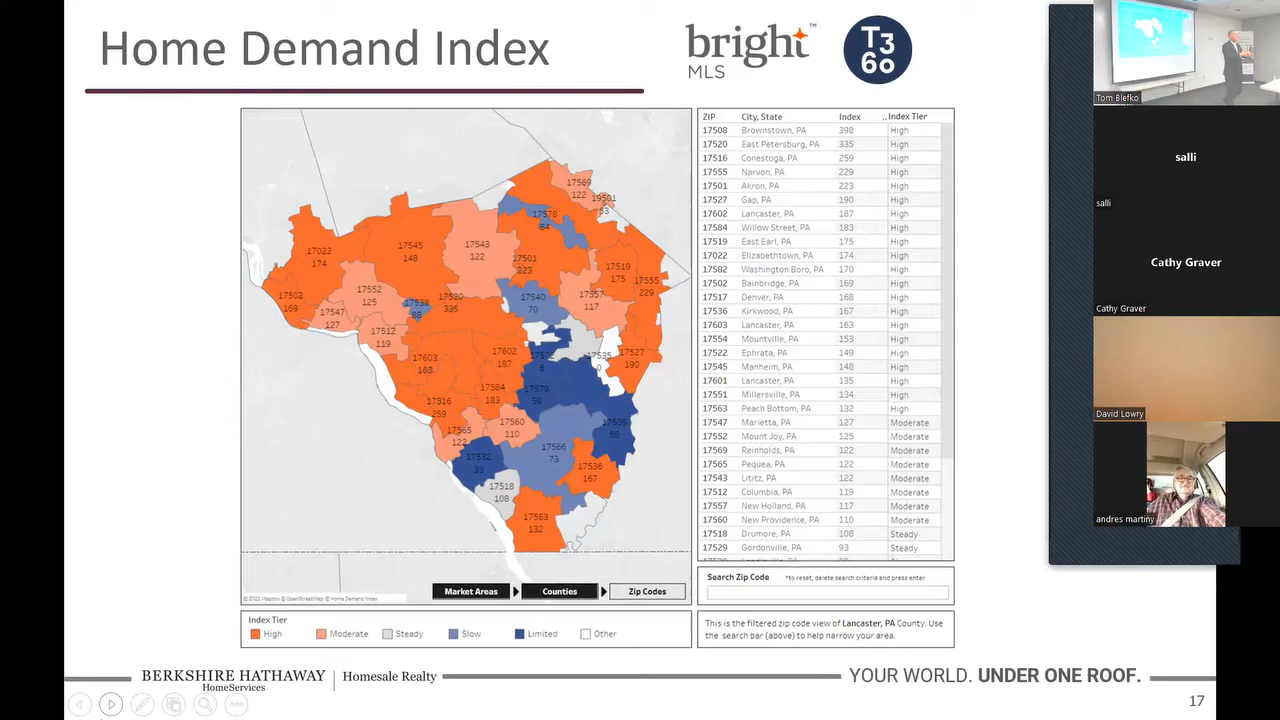 Home Demand Index
bright™
MLS
T3
60
17569
122
19501
53
17578
84
17022
174
17545
148
17543
122
17501
223
17519
175
17555
229
17502
169
17552
125
17538
88
17520
335
17540
70
17557
117
17547
127
17512
119
17603
163
17602
187
17535
0
17527
190
17584
183
17579
59
17516
259
17565
122
17560
110
17509
55
17566
73
17532
33
17536
167
17518
108
17563
132
Market Areas
Counties
Zip Codes
© 2021 Mapbox © OpenStreetMap © Home Demand Index
Index Tier
High
Moderate
Steady
Slow
Limited
Other
ZIP City, State Index .. Index Tier
17508 Brownstown, PA 398 High
17520 East Petersburg, PA 335 High
17516 Conestoga, PA 259 High
17555 Narvon, PA 229 High
17501 Akron, PA 223 High
17527 Gap, PA 190 High
17602 Lancaster, PA 187 High
17584 Willow Street, PA 183 High
17519 East Earl, PA 175 High
17022 Elizabethtown, PA 174 High
17582 Washington Boro, PA 170 High
17502 Bainbridge, PA 169 High
17517 Denver, PA 168 High
17536 Kirkwood, PA 167 High
17603 Lancaster, PA 163 High
17554 Mountville, PA 153 High
17522 Ephrata, PA 149 High
17545 Manheim, PA 148 High
17601 Lancaster, PA 135 High
17551 Millersville, PA 134 High
17563 Peach Bottom, PA 132 High
17547 Marietta, PA 127 Moderate
17552 Mount Joy, PA 125 Moderate
17569 Reinholds, PA 122 Moderate
17565 Pequea, PA 122 Moderate
17543 Lititz, PA 122 Moderate
17512 Columbia, PA 119 Moderate
17557 New Holland, PA 117 Moderate
17560 New Providence, PA 110 Moderate
17518 Drumore, PA 108 Steady
17529 Gordonville, PA 93 Steady
Search Zip Code *to reset, delete search criteria and press enter
This is the filtered zip code view of Lancaster, PA County. Use
the search bar (above) to help narrow your area.
BERKSHIRE HATHAWAY
HomeServices
Homesale Realty
YOUR WORLD. UNDER ONE ROOF.
17
Tom Blefko
salli
salli
Cathy Graver
Cathy Graver
David Lowry
andres martiny